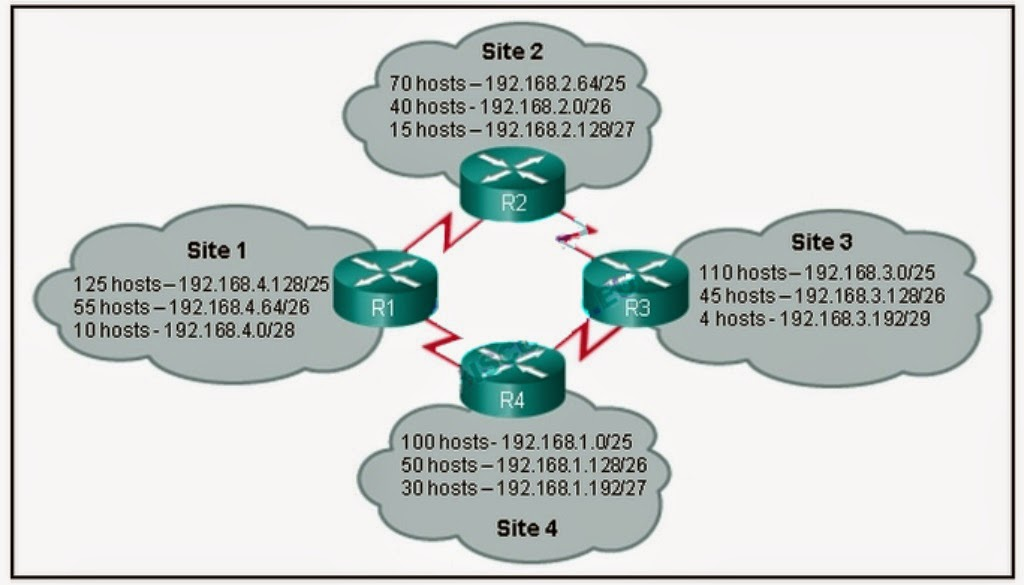 Site 2
70 hosts – 192.168.2.64/25
40 hosts - 192.168.2.0/26
15 hosts – 192.168.2.128/27
R2
Site 1
125 hosts – 192.168.4.128/25
55 hosts – 192.168.4.64/26
10 hosts - 192.168.4.0/28
R1
Site 3
110 hosts – 192.168.3.0/25
45 hosts – 192.168.3.128/26
4 hosts - 192.168.3.192/29
R3
R4
100 hosts- 192.168.1.0/25
50 hosts – 192.168.1.128/26
30 hosts – 192.168.1.192/27
Site 4